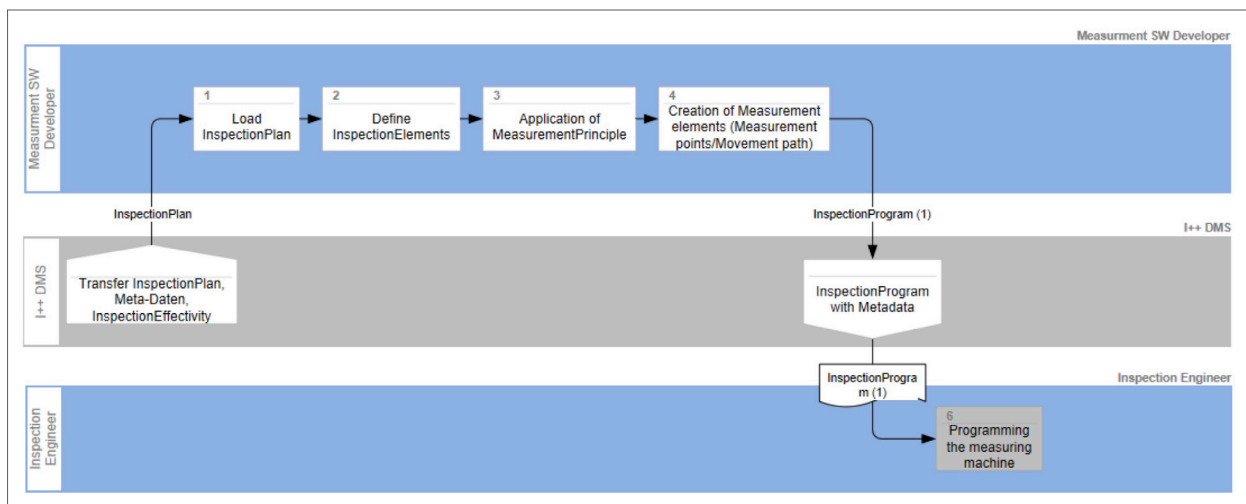 Measurment SW Developer
Measurment SW
Developer
1
Load
InspectionPlan
2
Define
InspectionElements
3
Application of
MeasurementPrinciple
4
Creation of Measurement
elements (Measurement
points/Movement path)
InspectionPlan
InspectionProgram (1)
I++ DMS
I++ DMS
Transfer InspectionPlan,
Meta-Daten,
InspectionEffectivity
InspectionProgram
with Metadata
Inspection Engineer
Inspection
Engineer
InspectionProgra
m (1)
6
Programming
the measuring
machine